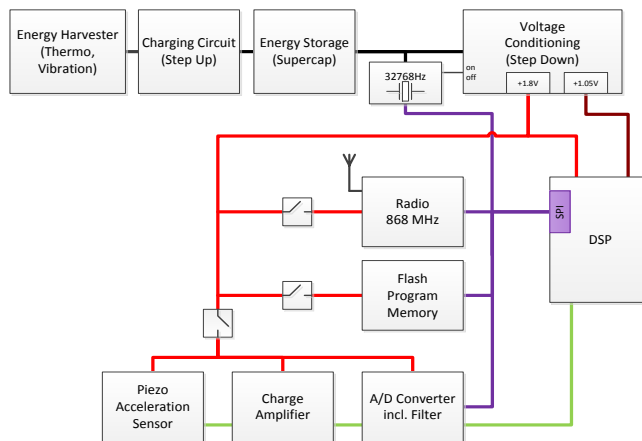 Energy Harvester
(Thermo,
Vibration)
Charging Circuit
(Step Up)
Energy Storage
(Supercap)
Voltage
Conditioning
(Step Down)
32768Hz
on
off
+1.8V
+1.05V
Radio
868 MHz
SPI
DSP
Flash
Program
Memory
Piezo
Acceleration
Sensor
Charge
Amplifier
A/D Converter
incl. Filter